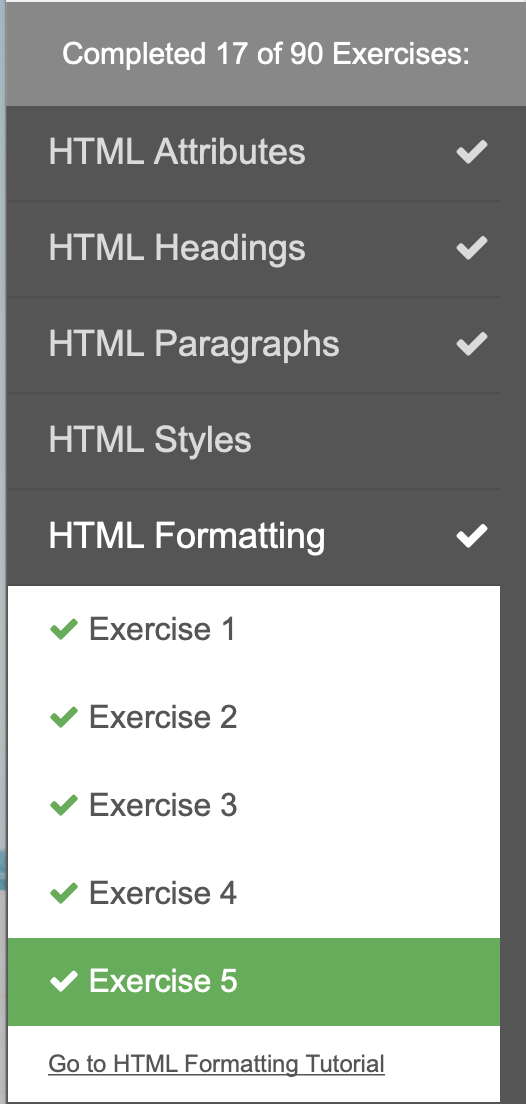 Completed 17 of 90 Exercises:
HTML Attributes
HTML Headings
HTML Paragraphs
HTML Styles
HTML Formatting
Exercise 1
Exercise 2
Exercise 3
Exercise 4
Exercise 5
Go to HTML Formatting Tutorial